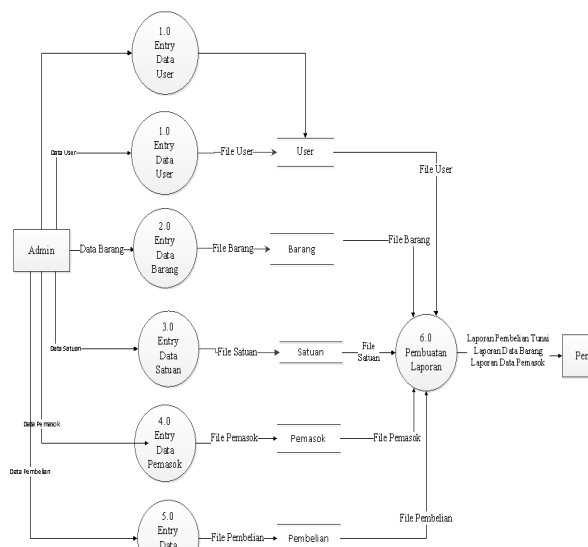 1.0
Entry
Data
User
1.0
Entry
Data
User
Data User
File User
User
File User
Admin
Data Barang
2.0
Entry
Data
Barang
File Barang
Barang
File Barang
Data Satuan
3.0
Entry
Data
Satuan
File Satuan
Satuan
File
Satuan
6.0
Pembuatan
Laporan
Laporan Pembelian Tunai
Laporan Data Barang
Laporan Data Pemasok
Data Pemasok
4.0
Entry
Data
Pemasok
File Pemasok
Pemasok
File Pemasok
Data Pembelian
5.0
Entry
Data
File Pembelian
Pembelian
File Pembelian